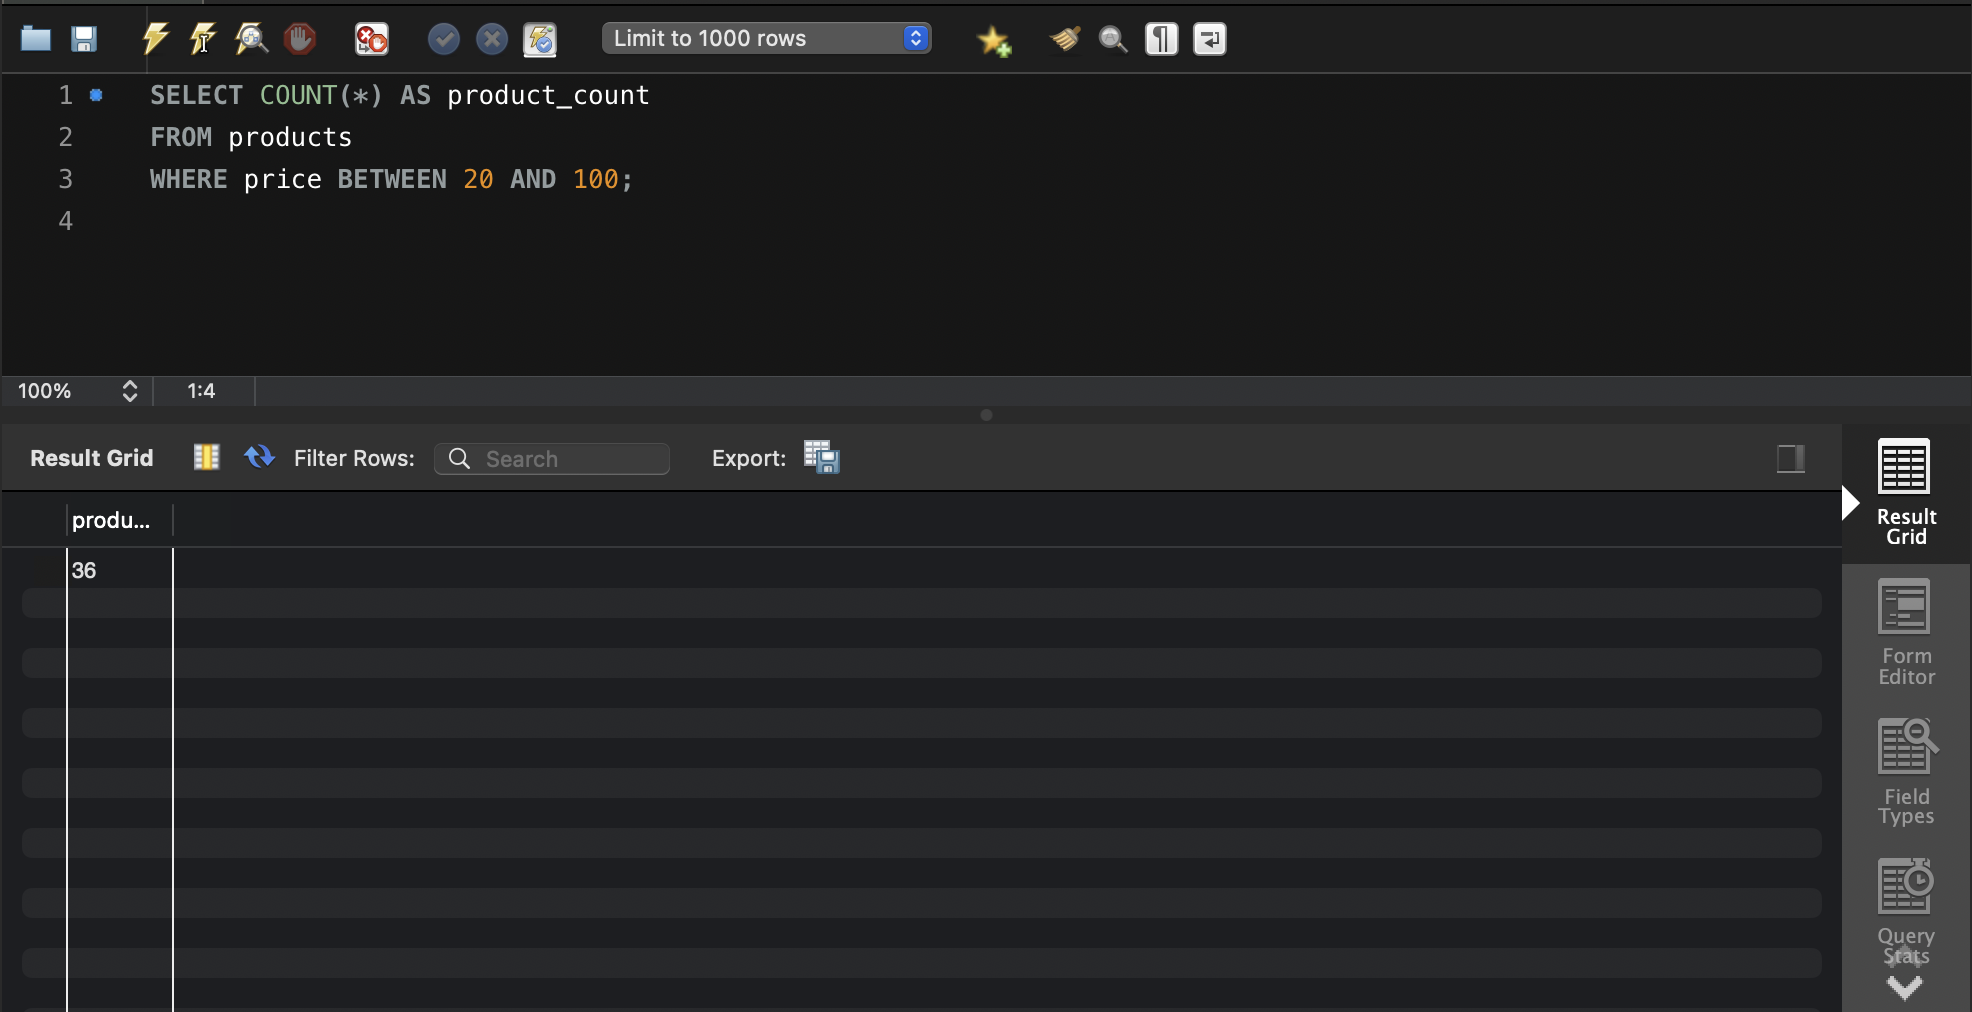 Limit to 1000 rows
1 SELECT COUNT(*) AS product_count
2 FROM products
3 WHERE price BETWEEN 20 AND 100;
4
100% 1:4
Result Grid Filter Rows: Search Export:
produ...
36
Result
Grid
Form
Editor
Field
Types
Query
Stats